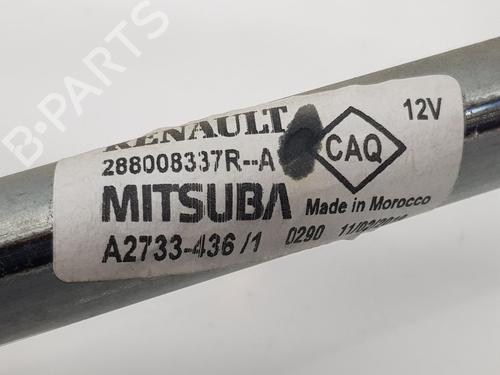 RENAULT
288008337R--A
CAQ
12V
MITSUBA
Made in Morocco
A2733-436/1 0290
B-PARTS